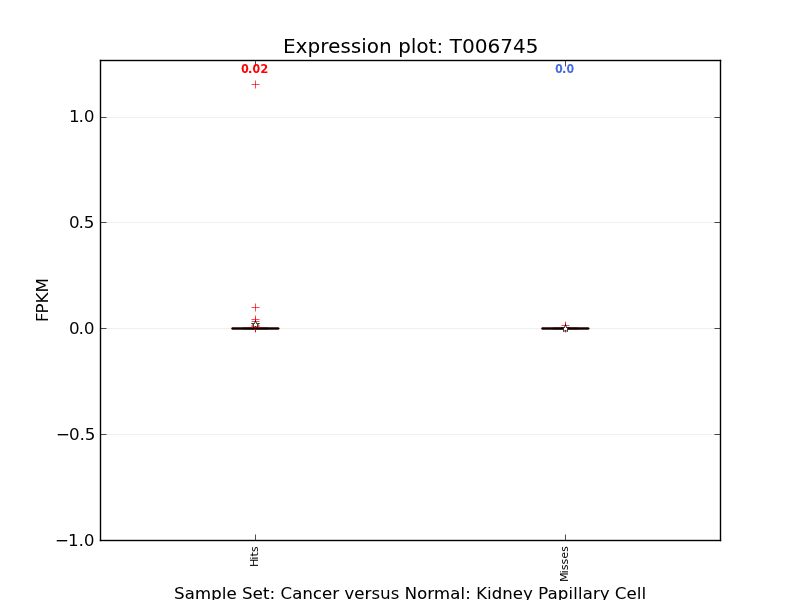 Expression plot: T006745
0.02
0.0
1.0
0.5
0.0
−0.5
−1.0
FPKM
Hits
Misses
Sample Set: Cancer versus Normal: Kidney Papillary Cell